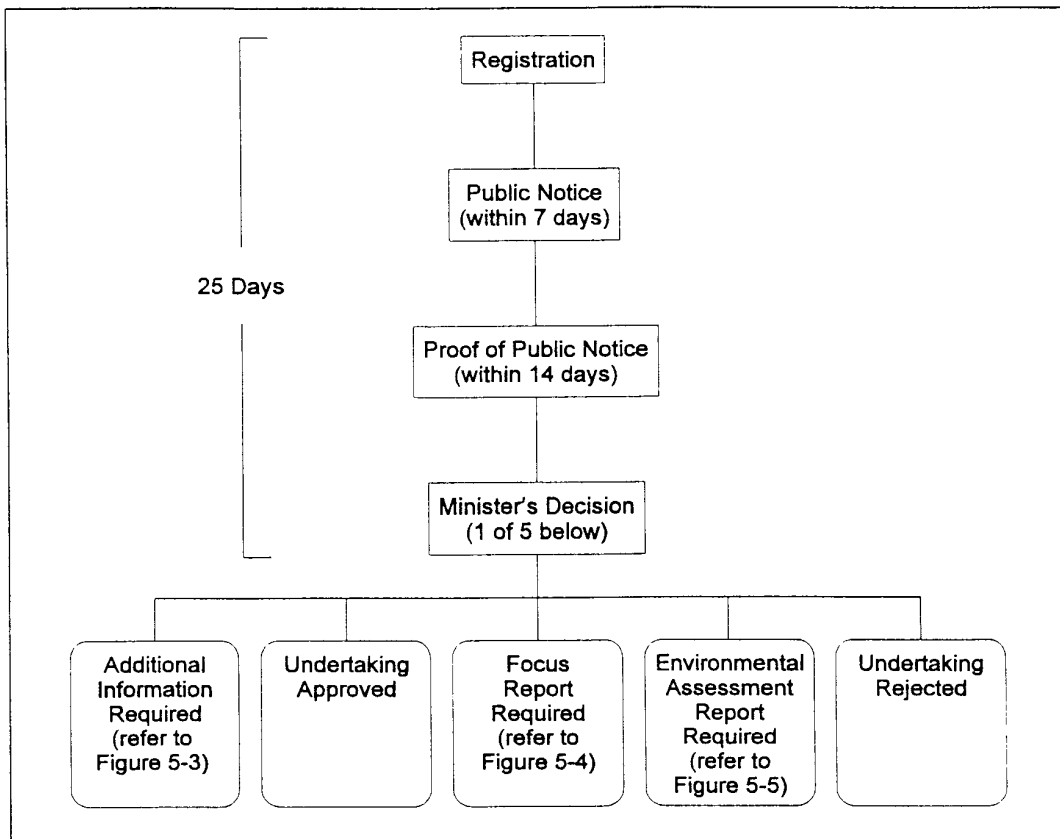 Registration
Public Notice
(within 7 days)
25 Days
Proof of Public Notice
(within 14 days)
Minister's Decision
(1 of 5 below)
Additional
Information
Required
(refer to
Figure 5-3)
Undertaking
Approved
Focus
Report
Required
(refer to
Figure 5-4)
Environmental
Assessment
Report
Required
(refer to
Figure 5-5)
Undertaking
Rejected